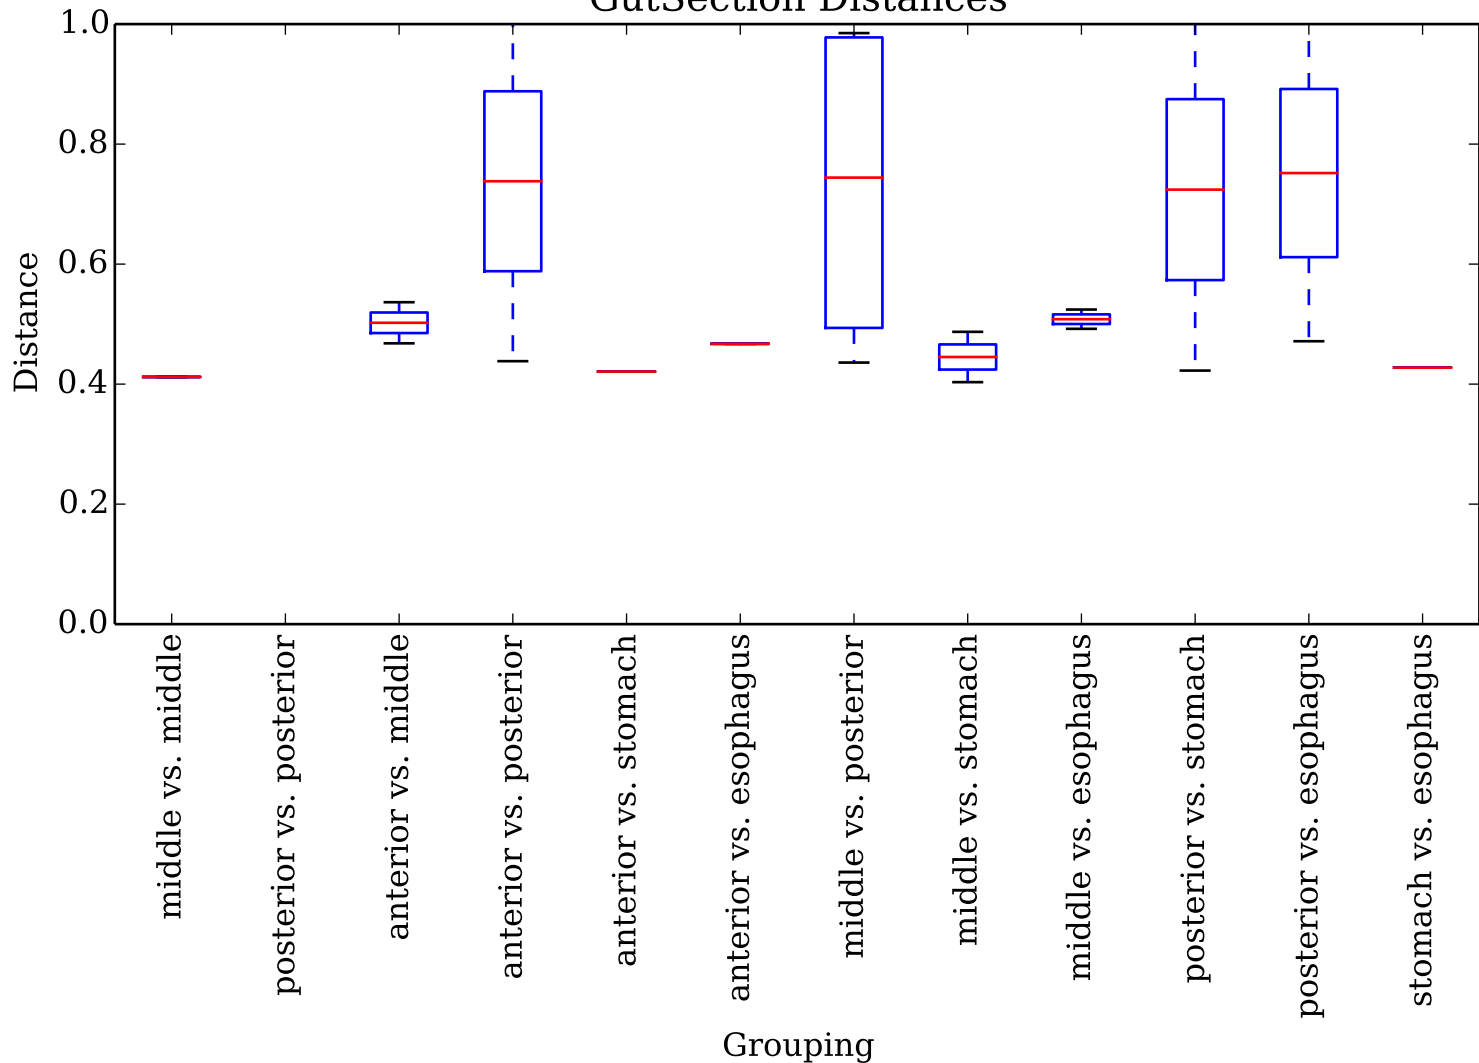 GutSection Distances
1.0
0.8
0.6
0.4
0.2
0.0
Distance
middle vs. middle
posterior vs. posterior
anterior vs. middle
anterior vs. posterior
anterior vs. stomach
anterior vs. esophagus
middle vs. posterior
middle vs. stomach
middle vs. esophagus
posterior vs. stomach
posterior vs. esophagus
stomach vs. esophagus
Grouping